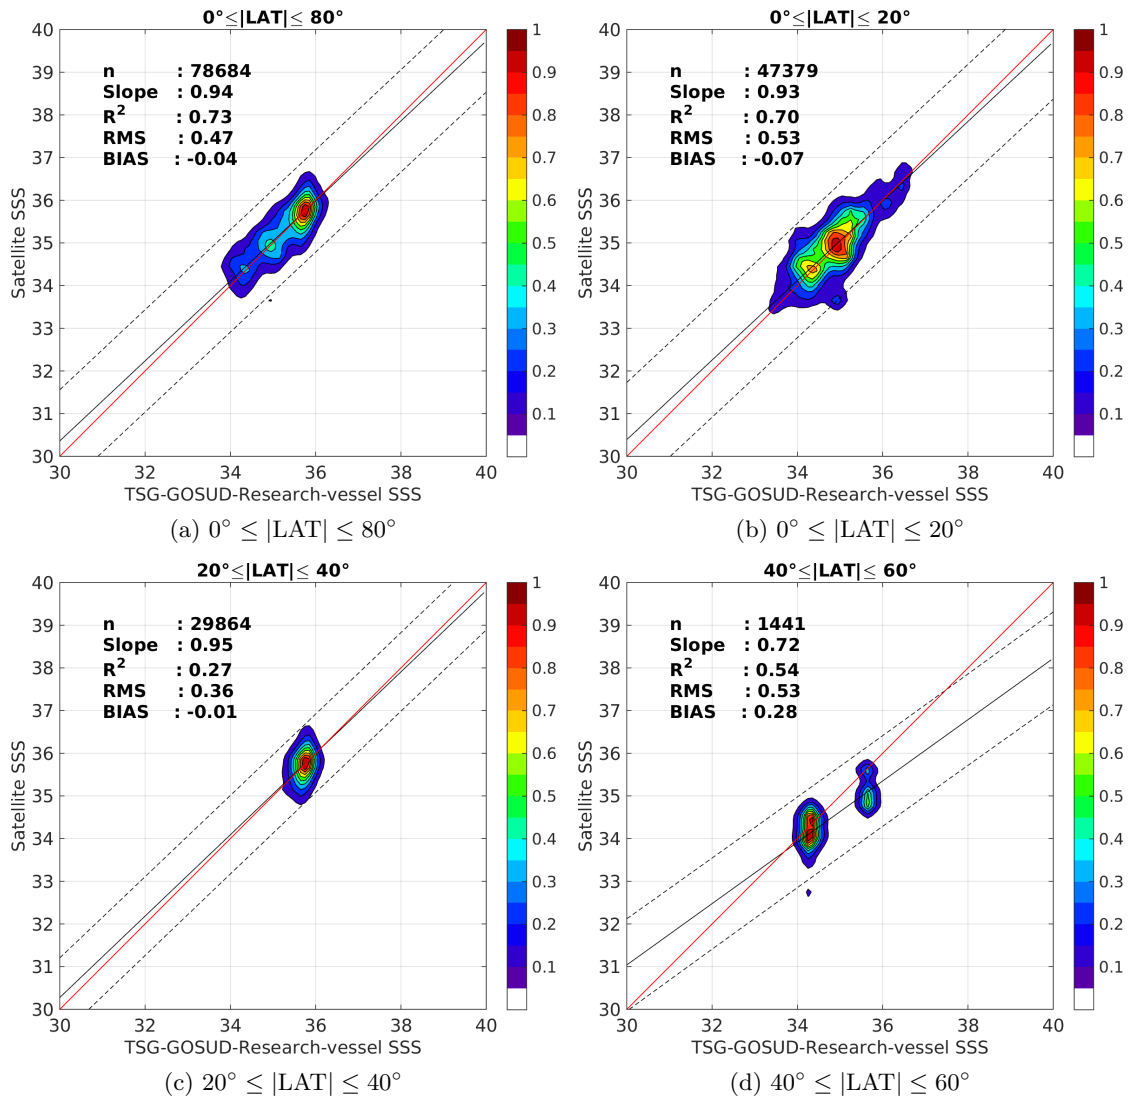 0°≤|LAT|≤ 80°
n : 78684
Slope : 0.94
R2 : 0.73
RMS : 0.47
BIAS : -0.04
Satellite SSS
40
39
38
37
36
35
34
33
32
31
30
30 32 34 36 38 40
TSG-GOSUD-Research-vessel SSS
1
0.9
0.8
0.7
0.6
0.5
0.4
0.3
0.2
0.1
(a) 0° ≤ |LAT| ≤ 80°
0°≤|LAT|≤ 20°
n : 47379
Slope : 0.93
R2 : 0.70
RMS : 0.53
BIAS : -0.07
Satellite SSS
40
39
38
37
36
35
34
33
32
31
30
30 32 34 36 38 40
TSG-GOSUD-Research-vessel SSS
1
0.9
0.8
0.7
0.6
0.5
0.4
0.3
0.2
0.1
(b) 0° ≤ |LAT| ≤ 20°
20°≤|LAT|≤ 40°
n : 29864
Slope : 0.95
R2 : 0.27
RMS : 0.36
BIAS : -0.01
Satellite SSS
40
39
38
37
36
35
34
33
32
31
30
30 32 34 36 38 40
TSG-GOSUD-Research-vessel SSS
1
0.9
0.8
0.7
0.6
0.5
0.4
0.3
0.2
0.1
(c) 20° ≤ |LAT| ≤ 40°
40°≤|LAT|≤ 60°
n : 1441
Slope : 0.72
R2 : 0.54
RMS : 0.53
BIAS : 0.28
Satellite SSS
40
39
38
37
36
35
34
33
32
31
30
30 32 34 36 38 40
TSG-GOSUD-Research-vessel SSS
1
0.9
0.8
0.7
0.6
0.5
0.4
0.3
0.2
0.1
(d) 40° ≤ |LAT| ≤ 60°